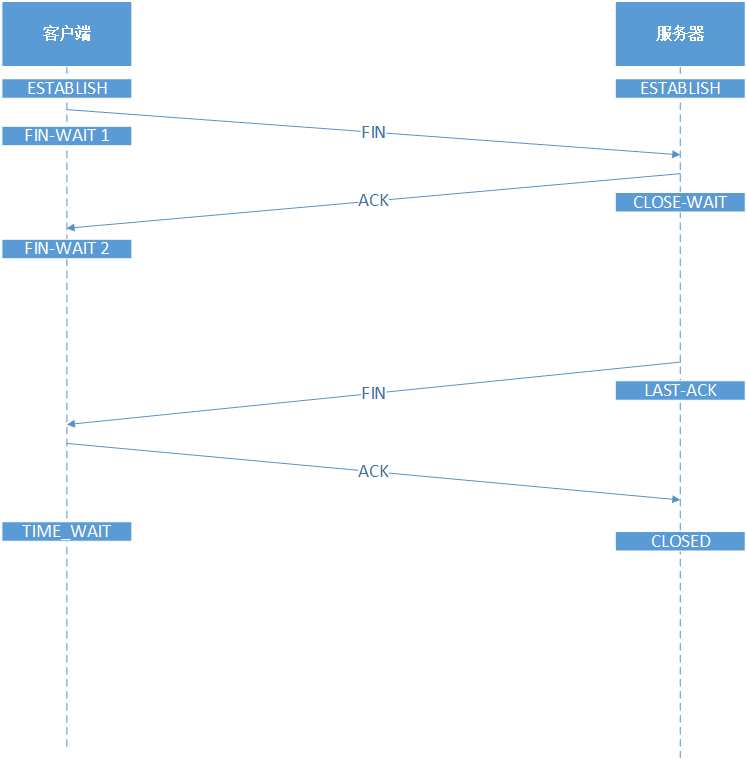 客户端
服务器
ESTABLISH
ESTABLISH
FIN-WAIT 1
FIN
ACK
CLOSE-WAIT
FIN-WAIT 2
FIN
LAST-ACK
ACK
TIME_WAIT
CLOSED